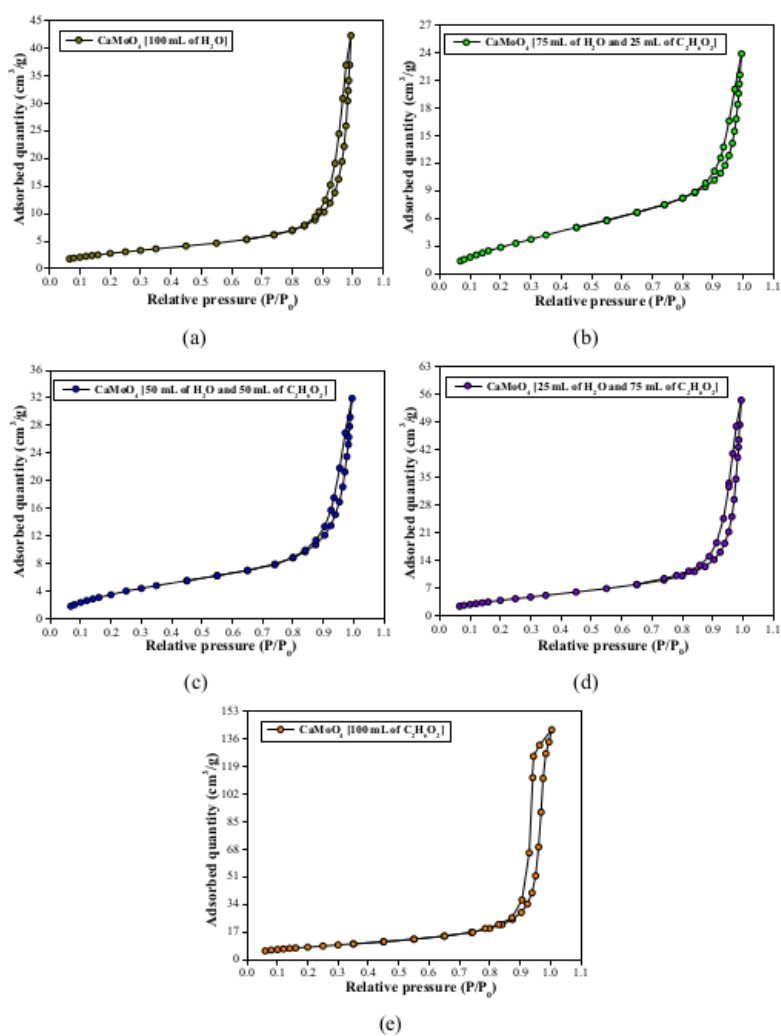 CaMoO₄ [100 mL of H₂O]
45
40
35
30
25
20
15
10
5
0
Adsorbed quantity (cm³/g)
0.0 0.1 0.2 0.3 0.4 0.5 0.6 0.7 0.8 0.9 1.0 1.1
Relative pressure (P/P₀)
(a)
CaMoO₄ [75 mL of H₂O and 25 mL of C₂H₆O₂]
27
24
21
18
15
12
9
6
3
0
Adsorbed quantity (cm³/g)
0.0 0.1 0.2 0.3 0.4 0.5 0.6 0.7 0.8 0.9 1.0 1.1
Relative pressure (P/P₀)
(b)
CaMoO₄ [50 mL of H₂O and 50 mL of C₂H₆O₂]
36
32
28
24
20
16
12
8
4
0
Adsorbed quantity (cm³/g)
0.0 0.1 0.2 0.3 0.4 0.5 0.6 0.7 0.8 0.9 1.0 1.1
Relative pressure (P/P₀)
(c)
CaMoO₄ [25 mL of H₂O and 75 mL of C₂H₆O₂]
63
56
49
42
35
28
21
14
7
0
Adsorbed quantity (cm³/g)
0.0 0.1 0.2 0.3 0.4 0.5 0.6 0.7 0.8 0.9 1.0 1.1
Relative pressure (P/P₀)
(d)
CaMoO₄ [100 mL of C₂H₆O₂]
153
136
119
102
85
68
51
34
17
0
Adsorbed quantity (cm³/g)
0.0 0.1 0.2 0.3 0.4 0.5 0.6 0.7 0.8 0.9 1.0 1.1
Relative pressure (P/P₀)
(e)